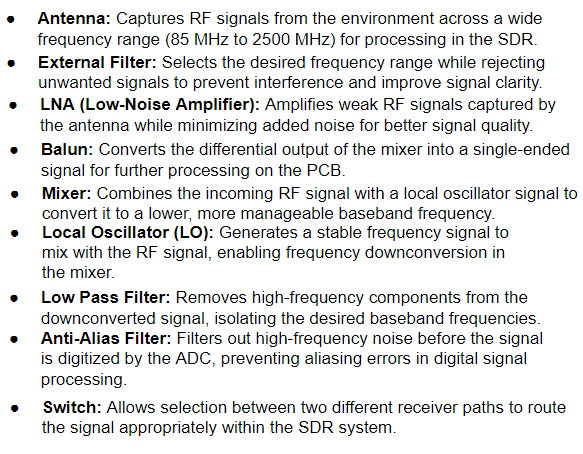 ● Antenna: Captures RF signals from the environment across a wide
frequency range (85 MHz to 2500 MHz) for processing in the SDR.
● External Filter: Selects the desired frequency range while rejecting
unwanted signals to prevent interference and improve signal clarity.
● LNA (Low-Noise Amplifier): Amplifies weak RF signals captured by
the antenna while minimizing added noise for better signal quality.
● Balun: Converts the differential output of the mixer into a single-ended
signal for further processing on the PCB.
● Mixer: Combines the incoming RF signal with a local oscillator signal to
convert it to a lower, more manageable baseband frequency.
● Local Oscillator (LO): Generates a stable frequency signal to
mix with the RF signal, enabling frequency downconversion in
the mixer.
● Low Pass Filter: Removes high-frequency components from the
downconverted signal, isolating the desired baseband frequencies.
● Anti-Alias Filter: Filters out high-frequency noise before the signal
is digitized by the ADC, preventing aliasing errors in digital signal
processing.
● Switch: Allows selection between two different receiver paths to route
the signal appropriately within the SDR system.